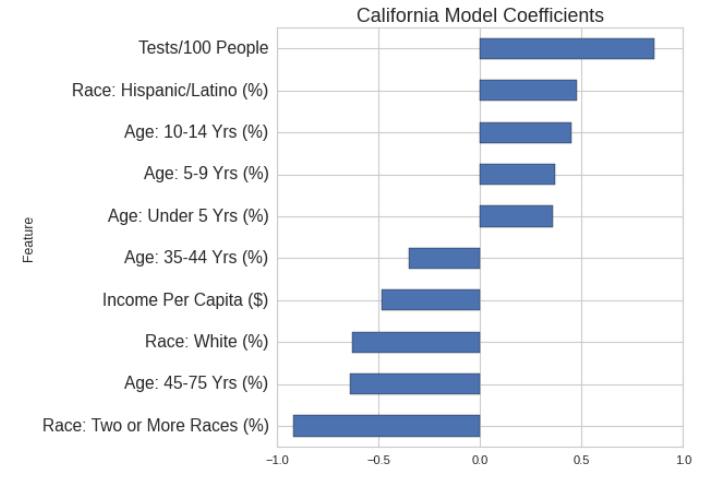 California Model Coefficients
Tests/100 People
Race: Hispanic/Latino (%)
Age: 10-14 Yrs (%)
Age: 5-9 Yrs (%)
Age: Under 5 Yrs (%)
Age: 35-44 Yrs (%)
Income Per Capita ($)
Race: White (%)
Age: 45-75 Yrs (%)
Race: Two or More Races (%)
Feature
−1.0 −0.5 0.0 0.5 1.0